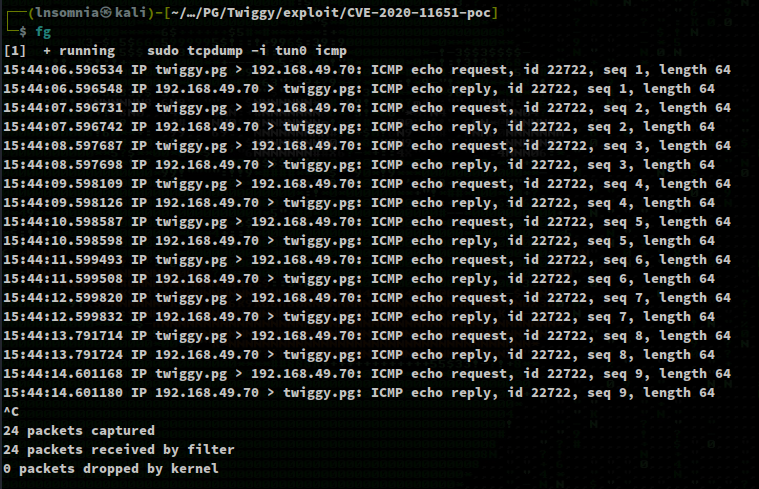 ┌──(lnsomnia㉿kali)-[~/…/PG/Twiggy/exploit/CVE-2020-11651-poc]
└─$ fg
[1]  + running    sudo tcpdump -i tun0 icmp
15:44:06.596534 IP twiggy.pg > 192.168.49.70: ICMP echo request, id 22722, seq 1, length 64
15:44:06.596548 IP 192.168.49.70 > twiggy.pg: ICMP echo reply, id 22722, seq 1, length 64
15:44:07.596731 IP twiggy.pg > 192.168.49.70: ICMP echo request, id 22722, seq 2, length 64
15:44:07.596742 IP 192.168.49.70 > twiggy.pg: ICMP echo reply, id 22722, seq 2, length 64
15:44:08.597687 IP twiggy.pg > 192.168.49.70: ICMP echo request, id 22722, seq 3, length 64
15:44:08.597698 IP 192.168.49.70 > twiggy.pg: ICMP echo reply, id 22722, seq 3, length 64
15:44:09.598109 IP twiggy.pg > 192.168.49.70: ICMP echo request, id 22722, seq 4, length 64
15:44:09.598126 IP 192.168.49.70 > twiggy.pg: ICMP echo reply, id 22722, seq 4, length 64
15:44:10.598587 IP twiggy.pg > 192.168.49.70: ICMP echo request, id 22722, seq 5, length 64
15:44:10.598598 IP 192.168.49.70 > twiggy.pg: ICMP echo reply, id 22722, seq 5, length 64
15:44:11.599493 IP twiggy.pg > 192.168.49.70: ICMP echo request, id 22722, seq 6, length 64
15:44:11.599508 IP 192.168.49.70 > twiggy.pg: ICMP echo reply, id 22722, seq 6, length 64
15:44:12.599820 IP twiggy.pg > 192.168.49.70: ICMP echo request, id 22722, seq 7, length 64
15:44:12.599832 IP 192.168.49.70 > twiggy.pg: ICMP echo reply, id 22722, seq 7, length 64
15:44:13.791714 IP twiggy.pg > 192.168.49.70: ICMP echo request, id 22722, seq 8, length 64
15:44:13.791724 IP 192.168.49.70 > twiggy.pg: ICMP echo reply, id 22722, seq 8, length 64
15:44:14.601168 IP twiggy.pg > 192.168.49.70: ICMP echo request, id 22722, seq 9, length 64
15:44:14.601180 IP 192.168.49.70 > twiggy.pg: ICMP echo reply, id 22722, seq 9, length 64
^C
24 packets captured
24 packets received by filter
0 packets dropped by kernel